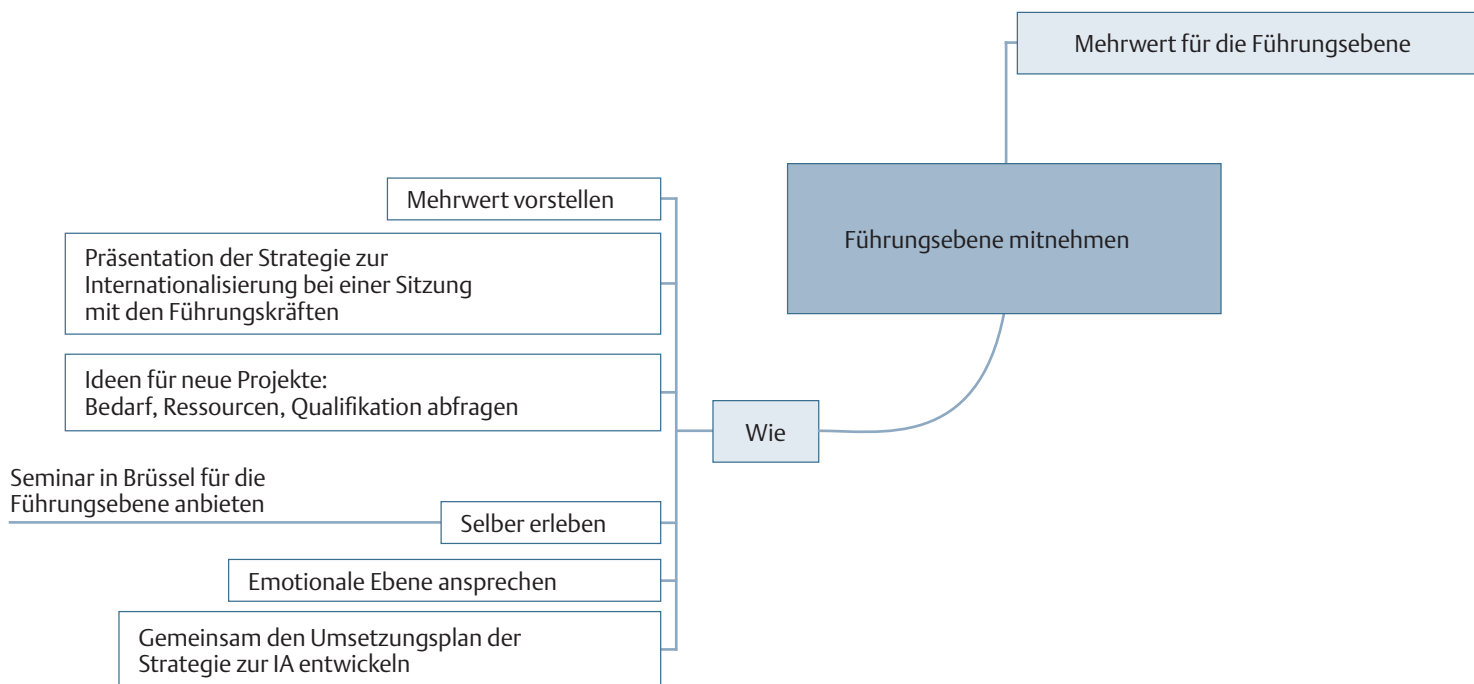 Mehrwert für die Führungsebene
Führungsebene mitnehmen
Wie
Mehrwert vorstellen
Präsentation der Strategie zur
Internationalisierung bei einer Sitzung
mit den Führungskräften
Ideen für neue Projekte:
Bedarf, Ressourcen, Qualifikation abfragen
Selber erleben
Seminar in Brüssel für die
Führungsebene anbieten
Emotionale Ebene ansprechen
Gemeinsam den Umsetzungsplan der
Strategie zur IA entwickeln